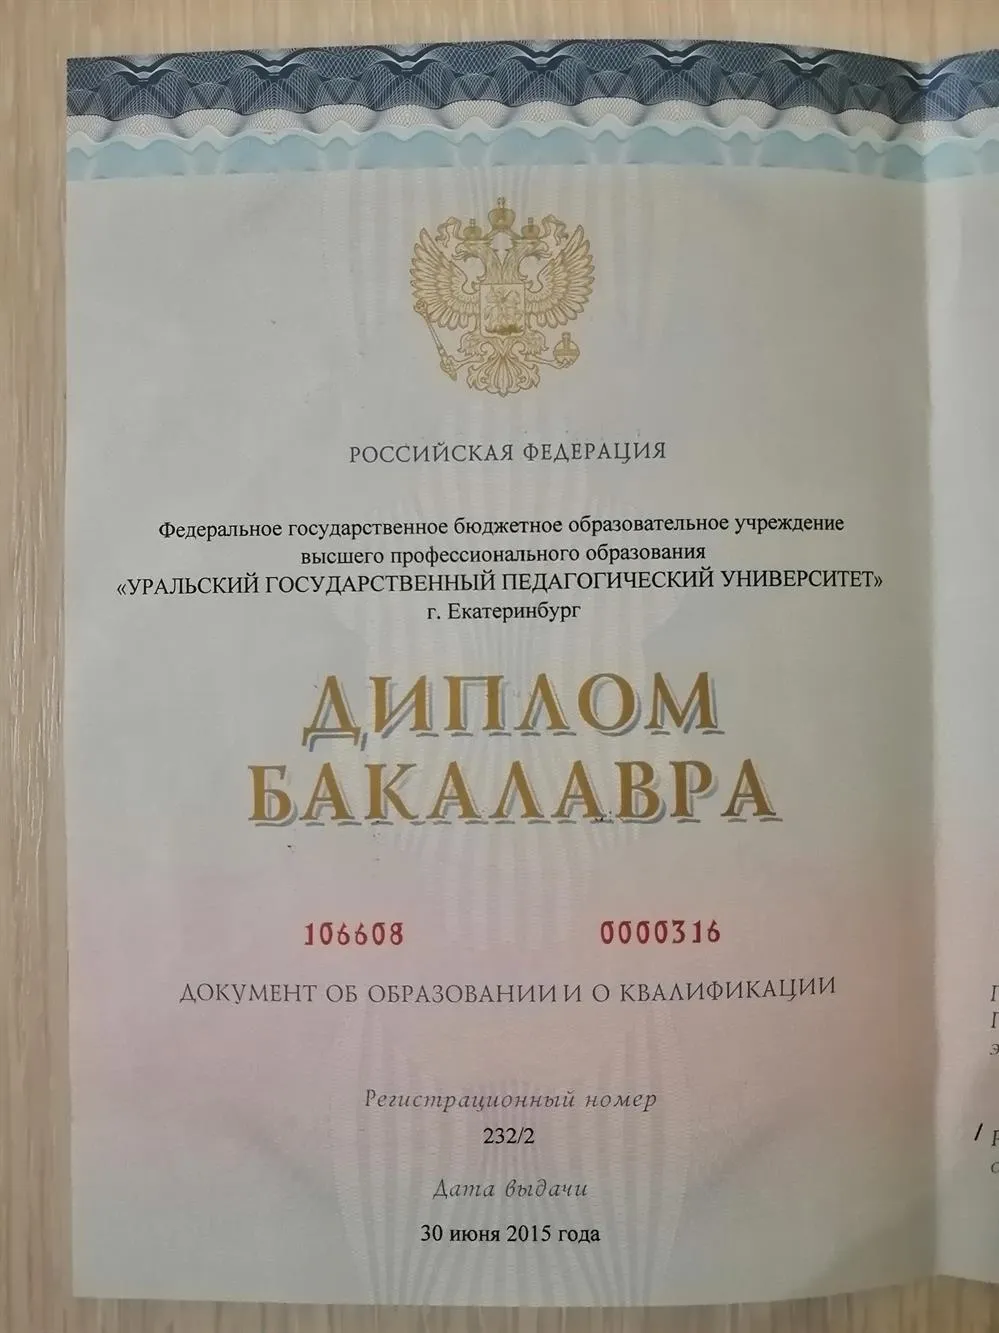 РОССИЙСКАЯ ФЕДЕРАЦИЯ
Федеральное государственное бюджетное образовательное учреждение
высшего профессионального образования
«УРАЛЬСКИЙ ГОСУДАРСТВЕННЫЙ ПЕДАГОГИЧЕСКИЙ УНИВЕРСИТЕТ»
г. Екатеринбург
ДИПЛОМ
БАКАЛАВРА
106608 0000316
ДОКУМЕНТ ОБ ОБРАЗОВАНИИ И О КВАЛИФИКАЦИИ
Регистрационный номер
232/2
Дата выдачи
30 июня 2015 года